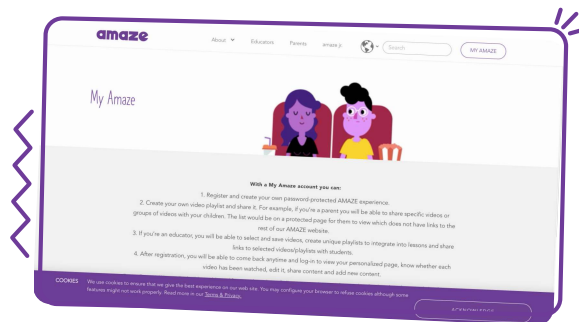 amaze
About Educators Parents amaze jr Search MY AMAZE
My Amaze
With a My Amaze account you can:
1. Register and create your own password-protected AMAZE experience.
2. Create your own video playlist and share it. For example, if you're a parent you will be able to share specific videos or
groups of videos with your children. The list would be on a protected page for them to view which does not have links to the
rest of our AMAZE website.
3. If you're an educator, you will be able to select and save videos, create unique playlists to integrate into lessons and share
links to selected videos/playlists with students.
4. After registration, you will be able to come back anytime and log-in to view your personalized page, know whether each
video has been watched, edit it, share content and add new content.
COOKIES We use cookies to ensure that we give the best experience on our web site. You may configure your browser to refuse cookies although some
features might not work properly. Read more in our Terms & Privacy.